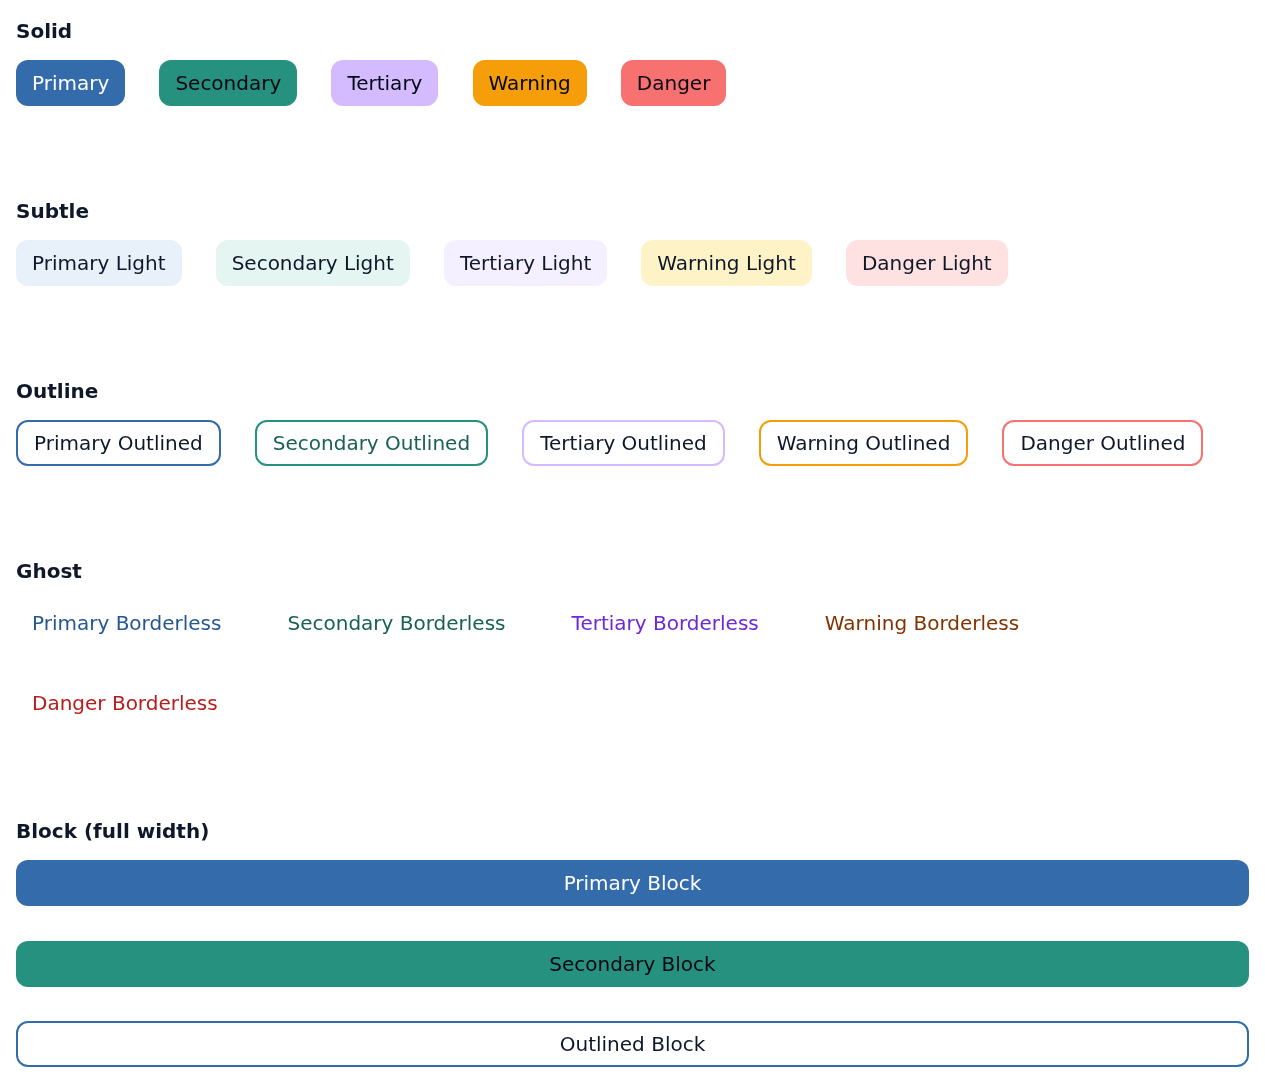 Solid
Primary Secondary Tertiary Warning Danger
Subtle
Primary Light Secondary Light Tertiary Light Warning Light Danger Light
Outline
Primary Outlined Secondary Outlined Tertiary Outlined Warning Outlined Danger Outlined
Ghost
Primary Borderless Secondary Borderless Tertiary Borderless Warning Borderless
Danger Borderless
Block (full width)
Primary Block
Secondary Block
Outlined Block